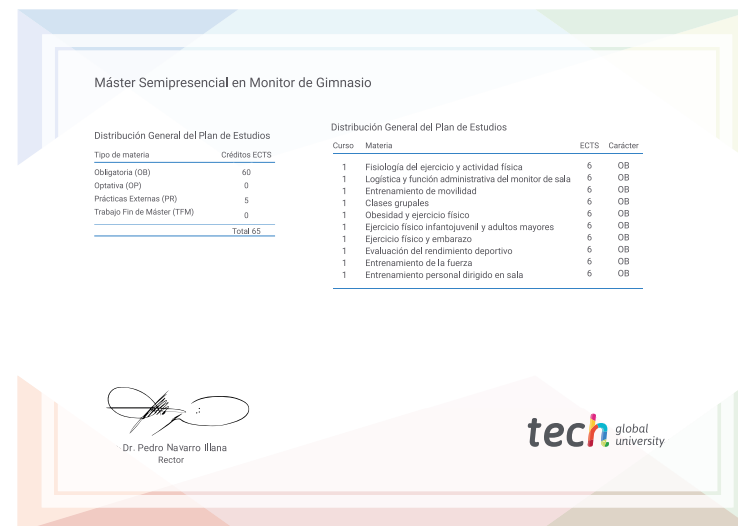 Máster Semipresencial en Monitor de Gimnasio
Distribución General del Plan de Estudios
Tipo de materia Créditos ECTS
Obligatoria (OB) 60
Optativa (OP) 0
Prácticas Externas (PR) 5
Trabajo Fin de Máster (TFM) 0
Total 65
Distribución General del Plan de Estudios
Curso Materia ECTS Carácter
1 Fisiología del ejercicio y actividad física 6 OB
1 Logística y función administrativa del monitor de sala 6 OB
1 Entrenamiento de movilidad 6 OB
1 Clases grupales 6 OB
1 Obesidad y ejercicio físico 6 OB
1 Ejercicio físico infantojuvenil y adultos mayores 6 OB
1 Ejercicio físico y embarazo 6 OB
1 Evaluación del rendimiento deportivo 6 OB
1 Entrenamiento de la fuerza 6 OB
1 Entrenamiento personal dirigido en sala 6 OB
Dr. Pedro Navarro Illana
Rector
tech global
university